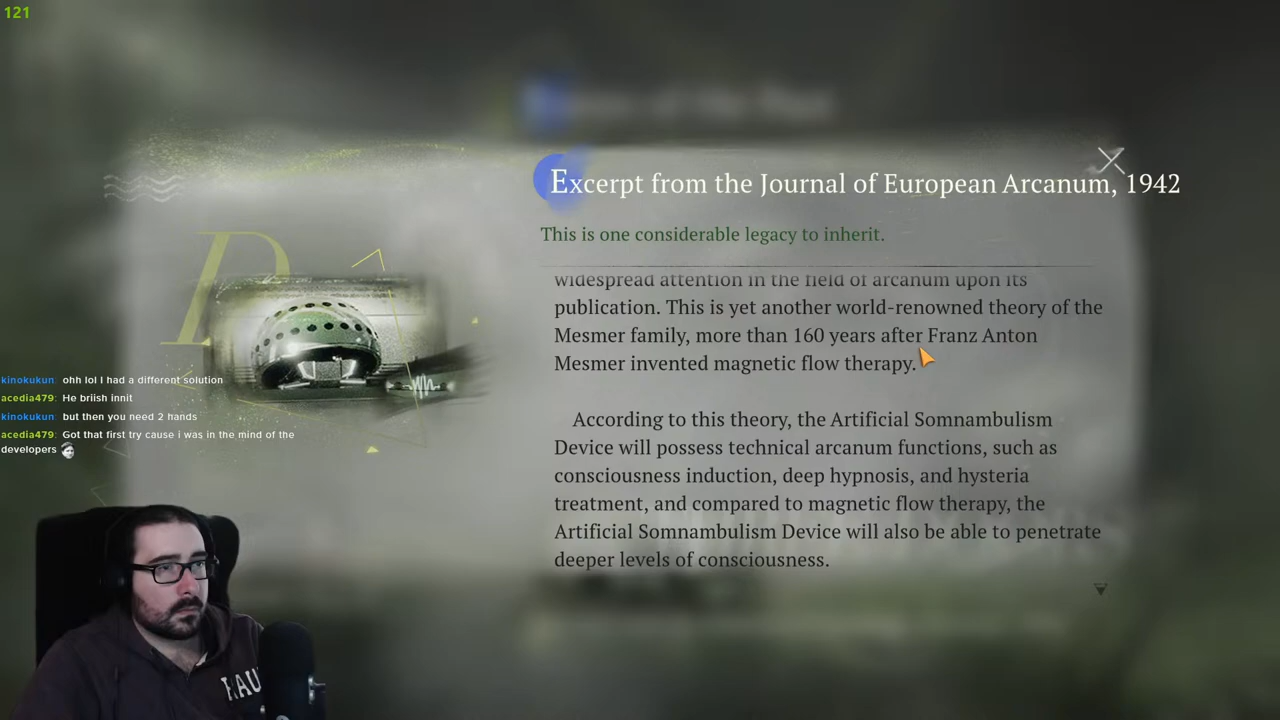 121
Excerpt from the Journal of European Arcanum, 1942
This is one considerable legacy to inherit.
widespread attention in the field of arcanum upon its
publication. This is yet another world-renowned theory of the
Mesmer family, more than 160 years after Franz Anton
Mesmer invented magnetic flow therapy.
According to this theory, the Artificial Somnambulism
Device will possess technical arcanum functions, such as
consciousness induction, deep hypnosis, and hysteria
treatment, and compared to magnetic flow therapy, the
Artificial Somnambulism Device will also be able to penetrate
deeper levels of consciousness.
P
kinokukun: ohh lol I had a different solution
acedia479: He briish innit
kinokukun: but then you need 2 hands
acedia479: Got that first try cause i was in the mind of the
developers